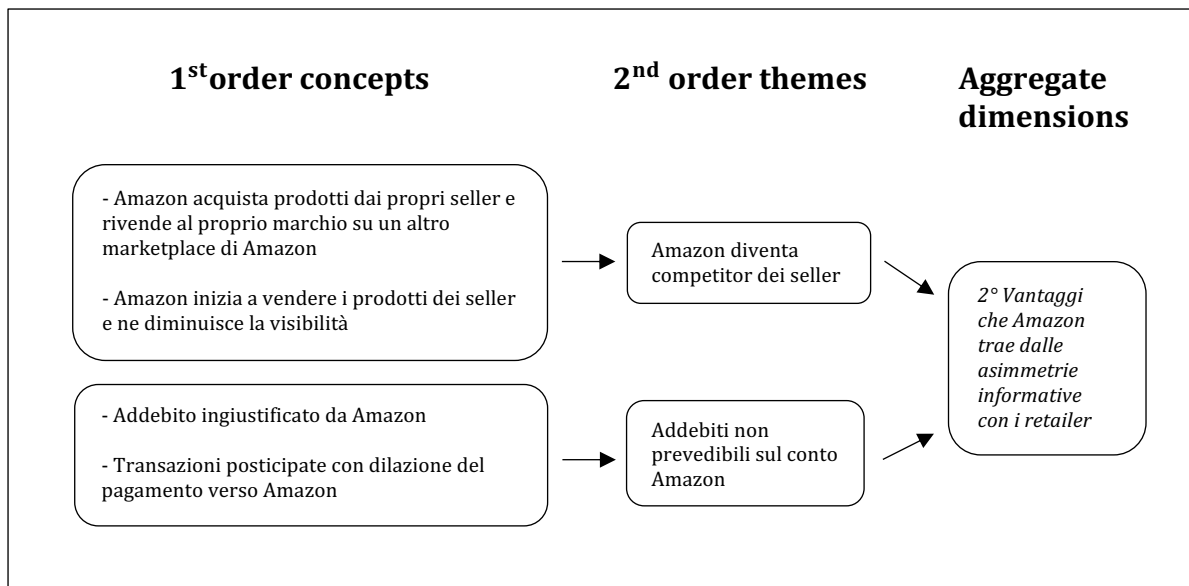 1st order concepts
2nd order themes
Aggregate
dimensions
- Amazon acquista prodotti dai propri seller e
rivende al proprio marchio su un altro
marketplace di Amazon
- Amazon inizia a vendere i prodotti dei seller
e ne diminuisce la visibilità
Amazon diventa
competitor dei seller
- Addebito ingiustificato da Amazon
- Transazioni posticipate con dilazione del
pagamento verso Amazon
Addebiti non
prevedibili sul conto
Amazon
2° Vantaggi
che Amazon
trae dalle
asimmetrie
informative
con i retailer